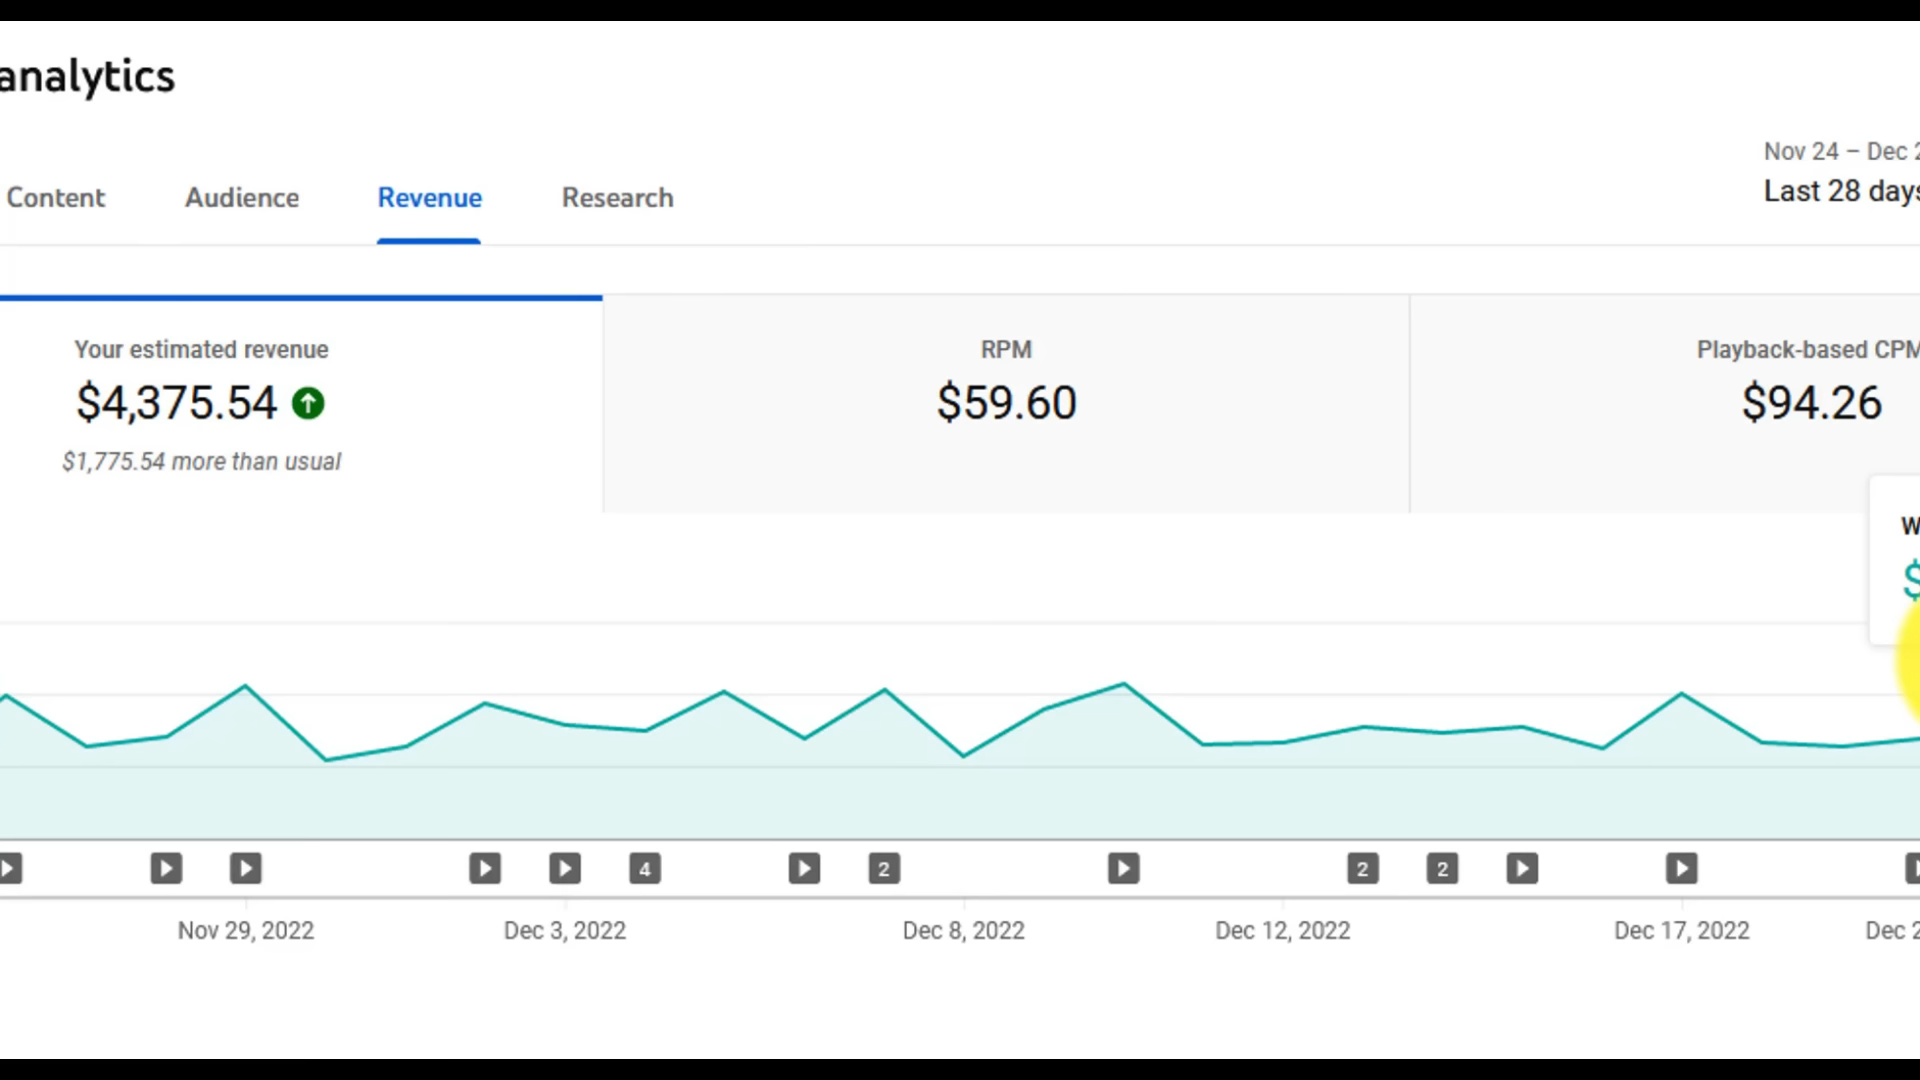 analytics
Nov 24 – Dec
Content Audience Revenue Research
Last 28 days
Your estimated revenue RPM Playback-based CPM
$4,375.54 $59.60 $94.26
$1,775.54 more than usual
$
4 2 2 2
Nov 29, 2022 Dec 3, 2022 Dec 8, 2022 Dec 12, 2022 Dec 17, 2022 Dec